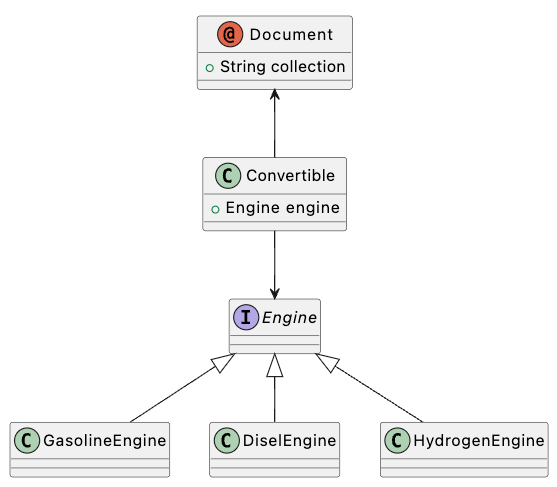 @ Document
String collection
C Convertible
Engine engine
I Engine
C GasolineEngine
C DiselEngine
C HydrogenEngine